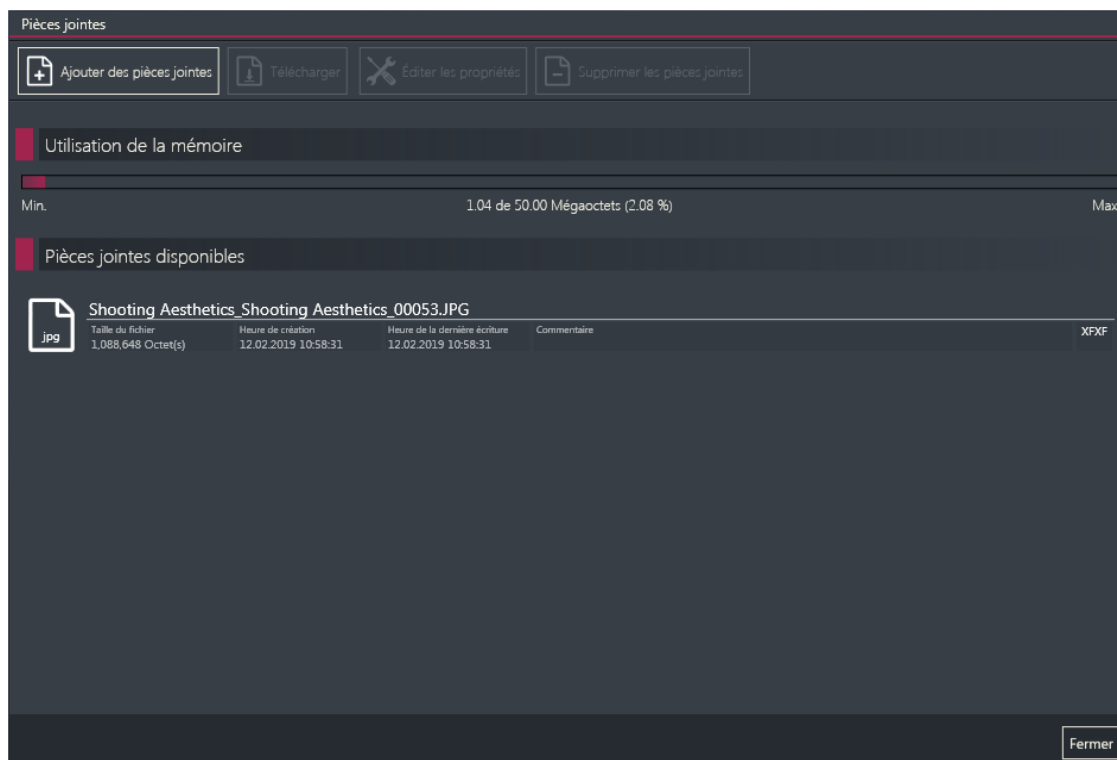 Pièces jointes
Ajouter des pièces jointes Télécharger Éditer les propriétés Supprimer les pièces jointes
Utilisation de la mémoire
Min. 1.04 de 50.00 Mégaoctets (2.08 %) Max
Pièces jointes disponibles
Shooting Aesthetics_Shooting Aesthetics_00053.JPG
jpg
Taille du fichier Heure de création Heure de la dernière écriture Commentaire XFXF
1,088,648 Octet(s) 12.02.2019 10:58:31 12.02.2019 10:58:31
Fermer